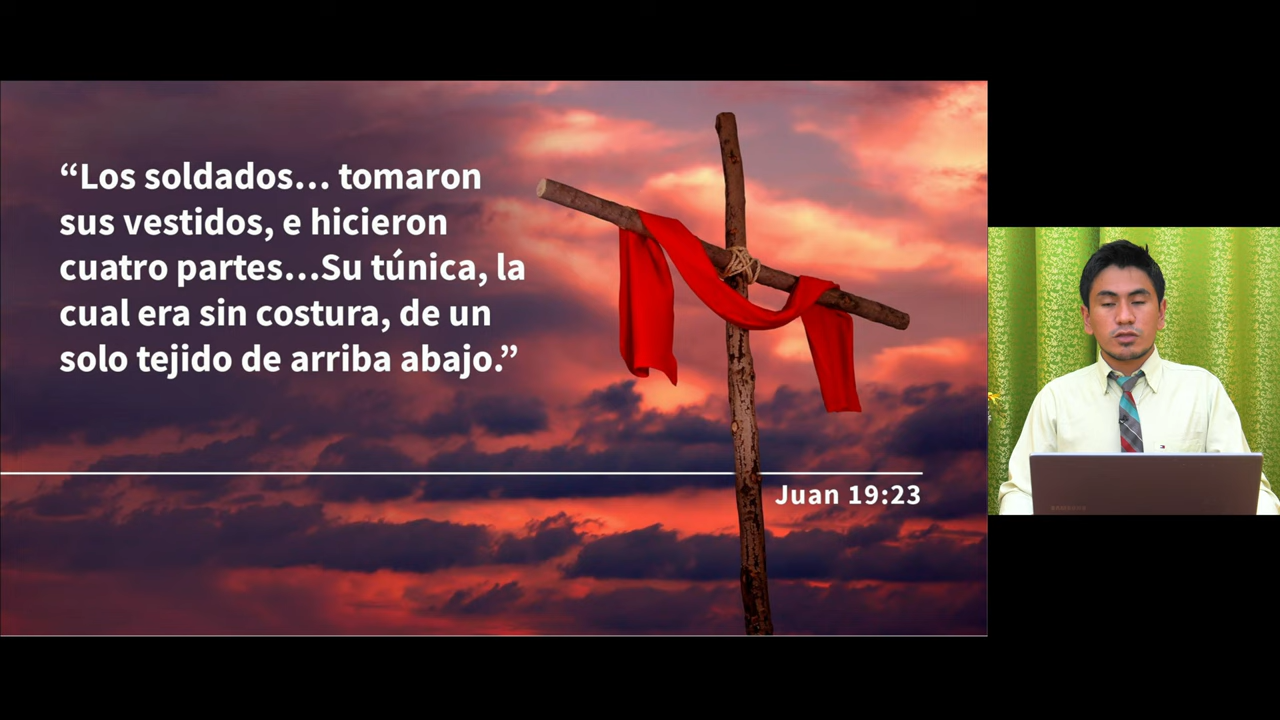 “Los soldados... tomaron
sus vestidos, e hicieron
cuatro partes...Su túnica, la
cual era sin costura, de un
solo tejido de arriba abajo.”
Juan 19:23
SAMSUNG